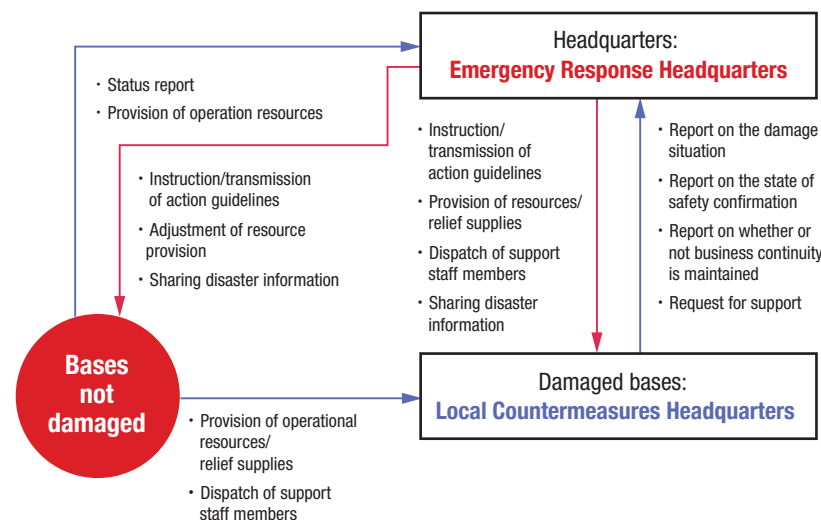 Headquarters:
Emergency Response Headquarters
・Status report
・Provision of operation resources
・Instruction/
transmission of action guidelines
・Adjustment of resource
provision
・Sharing disaster information
・Instruction/
transmission of
action guidelines
・Provision of resources/
relief supplies
・Dispatch of support
staff members
・Sharing disaster
information
・Report on the damage
situation
・Report on the state of
safety confirmation
・Report on whether or
not business continuity
is maintained
・Request for support
Bases
not
damaged
Damaged bases:
Local Countermeasures Headquarters
・Provision of operational
resources/
relief supplies
・Dispatch of support
staff members